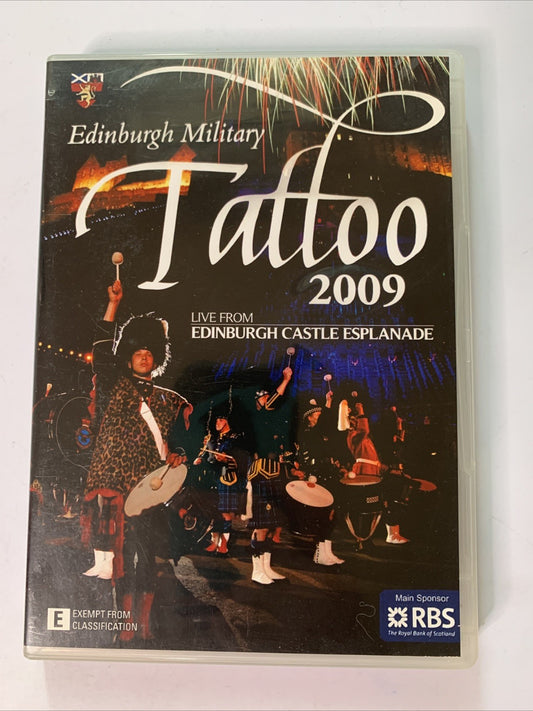 Edinburgh Military
Tattoo
2009
LIVE FROM
EDINBURGH CASTLE ESPLANADE
E EXEMPT FROM
CLASSIFICATION
Main Sponsor
RBS
The Royal Bank of Scotland